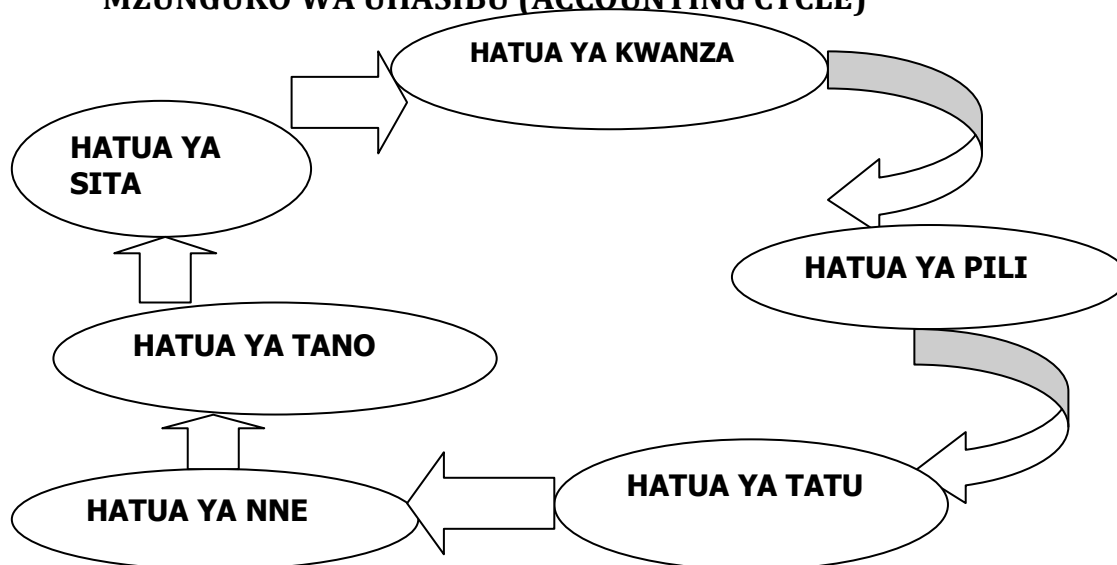 MZUNGUKO WA UHASIBU (ACCOUNTING CYCLE)
HATUA YA KWANZA
HATUA YA PILI
HATUA YA TATU
HATUA YA NNE
HATUA YA TANO
HATUA YA
SITA